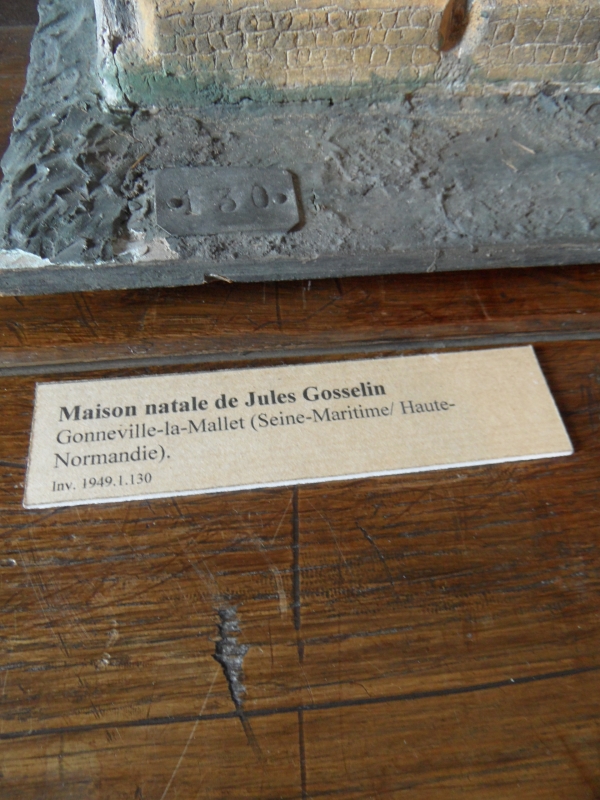 130
Maison natale de Jules Gosselin
Gonneville-la-Mallet (Seine-Maritime/ Haute-
Normandie).
Inv. 1949.1.130